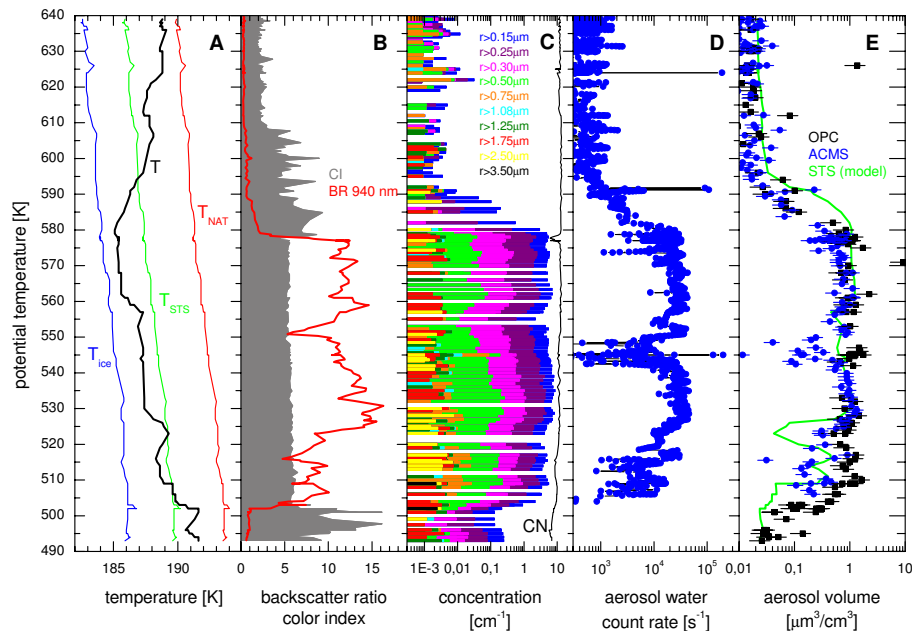 640
630
620
610
600
590
580
570
560
550
540
530
520
510
500
490
potential temperature [K]
A
T
T_NAT
T_STS
T_ice
185
190
temperature [K]
B
CI
BR 940 nm
0
5
10
15
backscatter ratio
color index
C
r>0.15µm
r>0.25µm
r>0.30µm
r>0.50µm
r>0.75µm
r>1.08µm
r>1.25µm
r>1.75µm
r>2.50µm
r>3.50µm
CN
1E-3
0,01
0,1
1
10
concentration
[cm⁻¹]
D
10³
10⁴
10⁵
aerosol water
count rate [s⁻¹]
E
OPC
ACMS
STS (model)
0,01
0,1
1
10
aerosol volume
[µm³/cm³]